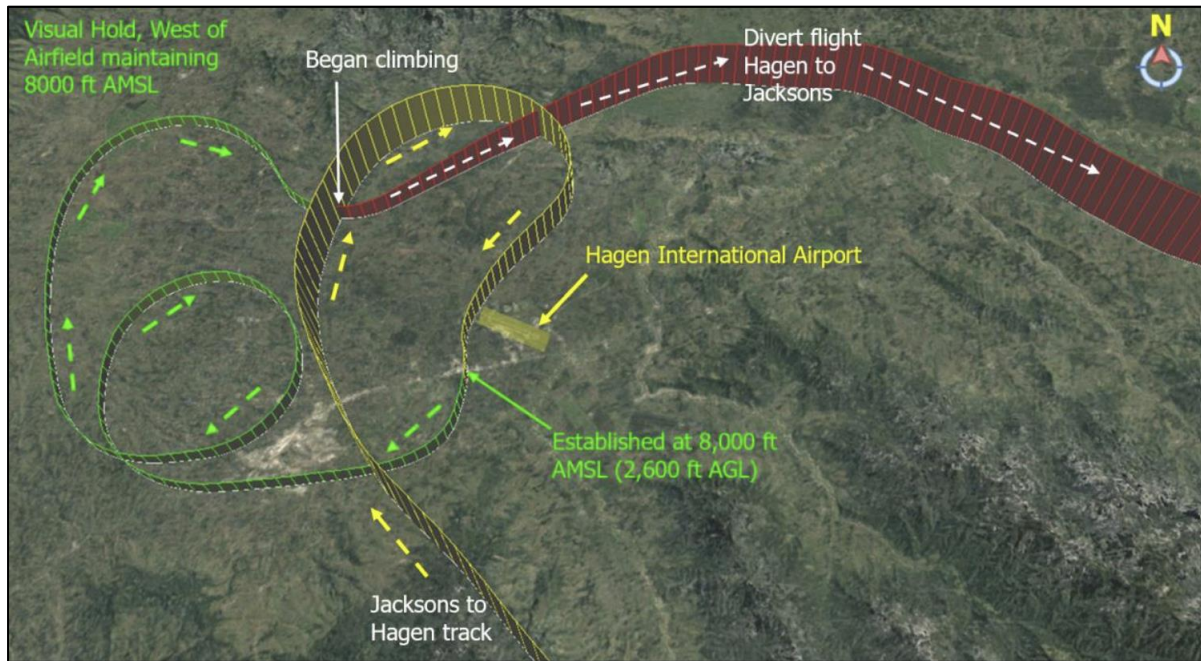 Visual Hold, West of
Airfield maintaining
8000 ft AMSL
Began climbing
Divert flight
Hagen to
Jacksons
N
Hagen International Airport
Established at 8,000 ft
AMSL (2,600 ft AGL)
Jacksons to
Hagen track